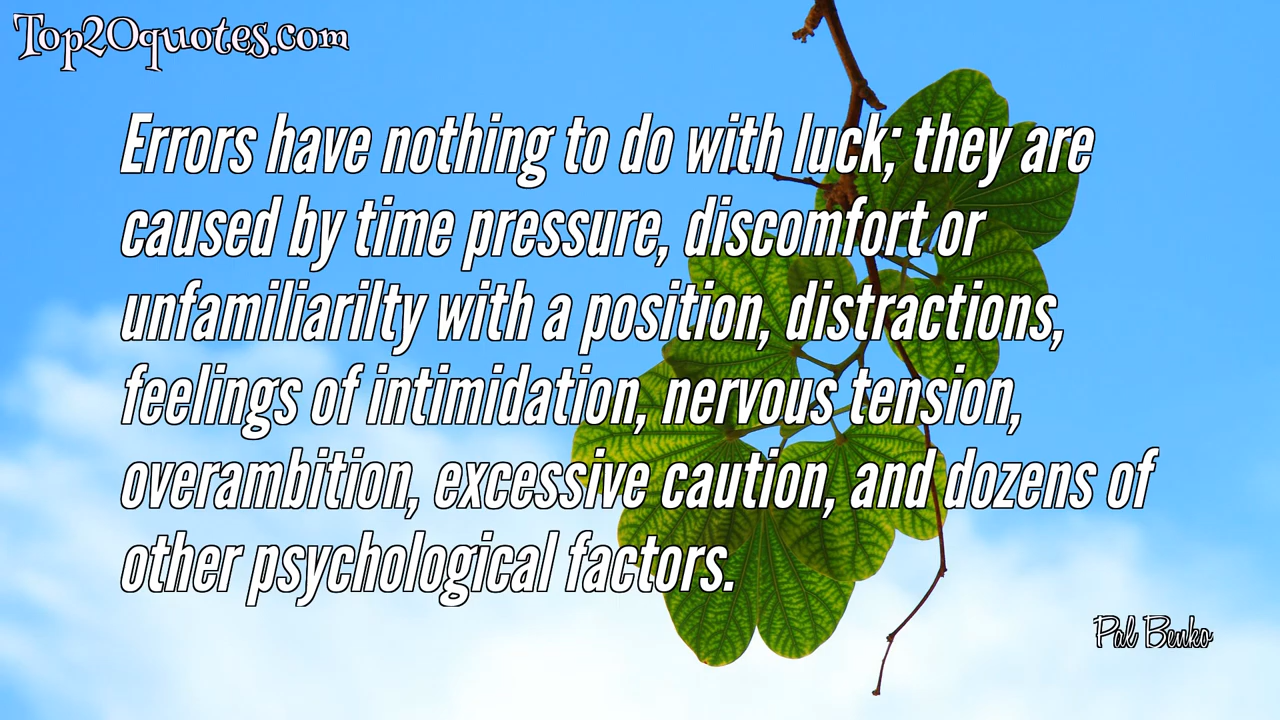 Top20quotes.com
Errors have nothing to do with luck; they are
caused by time pressure, discomfort or
unfamiliarilty with a position, distractions,
feelings of intimidation, nervous tension,
overambition, excessive caution, and dozens of
other psychological factors.
Pal Benko